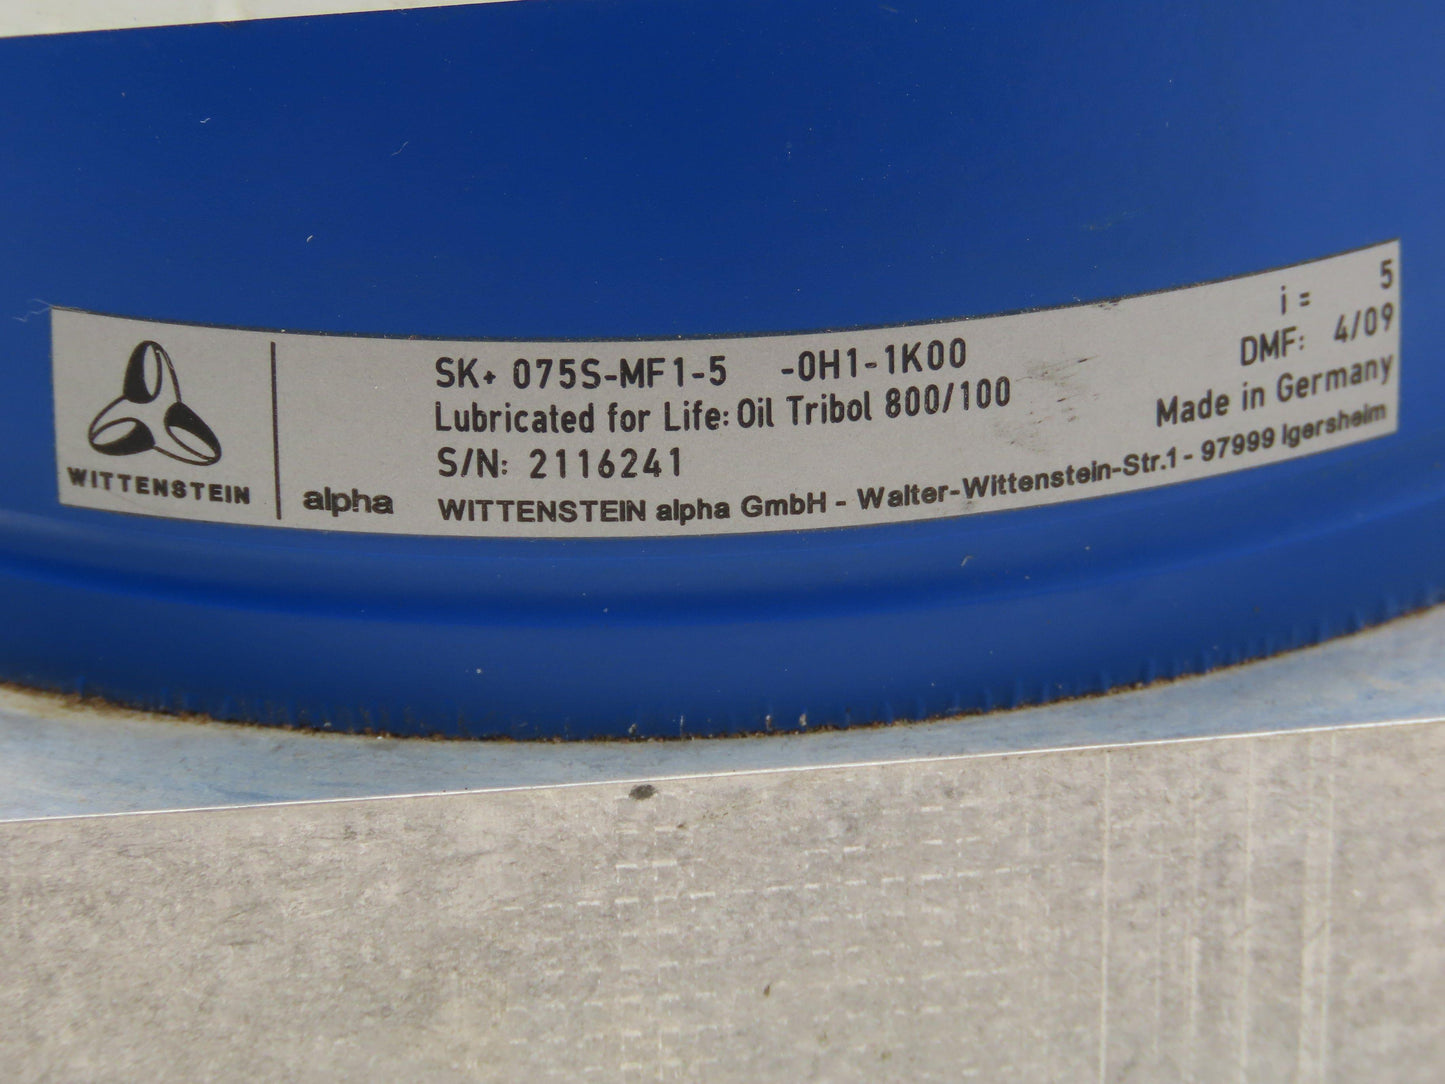 WITTENSTEIN
alpha
SK+ 075S-MF1-5 -0H1-1K00
i = 5
Lubricated for Life: Oil Tribol 800/100
DMF: 4/09
S/N: 2116241
Made in Germany
WITTENSTEIN alpha GmbH - Walter-Wittenstein-Str.1 - 97999 Igersheim